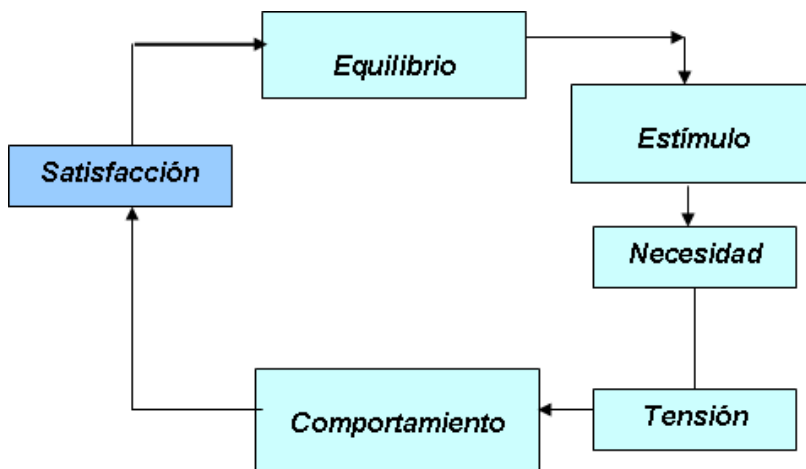 Equilibrio
Estímulo
Satisfacción
Necesidad
Comportamiento
Tensión